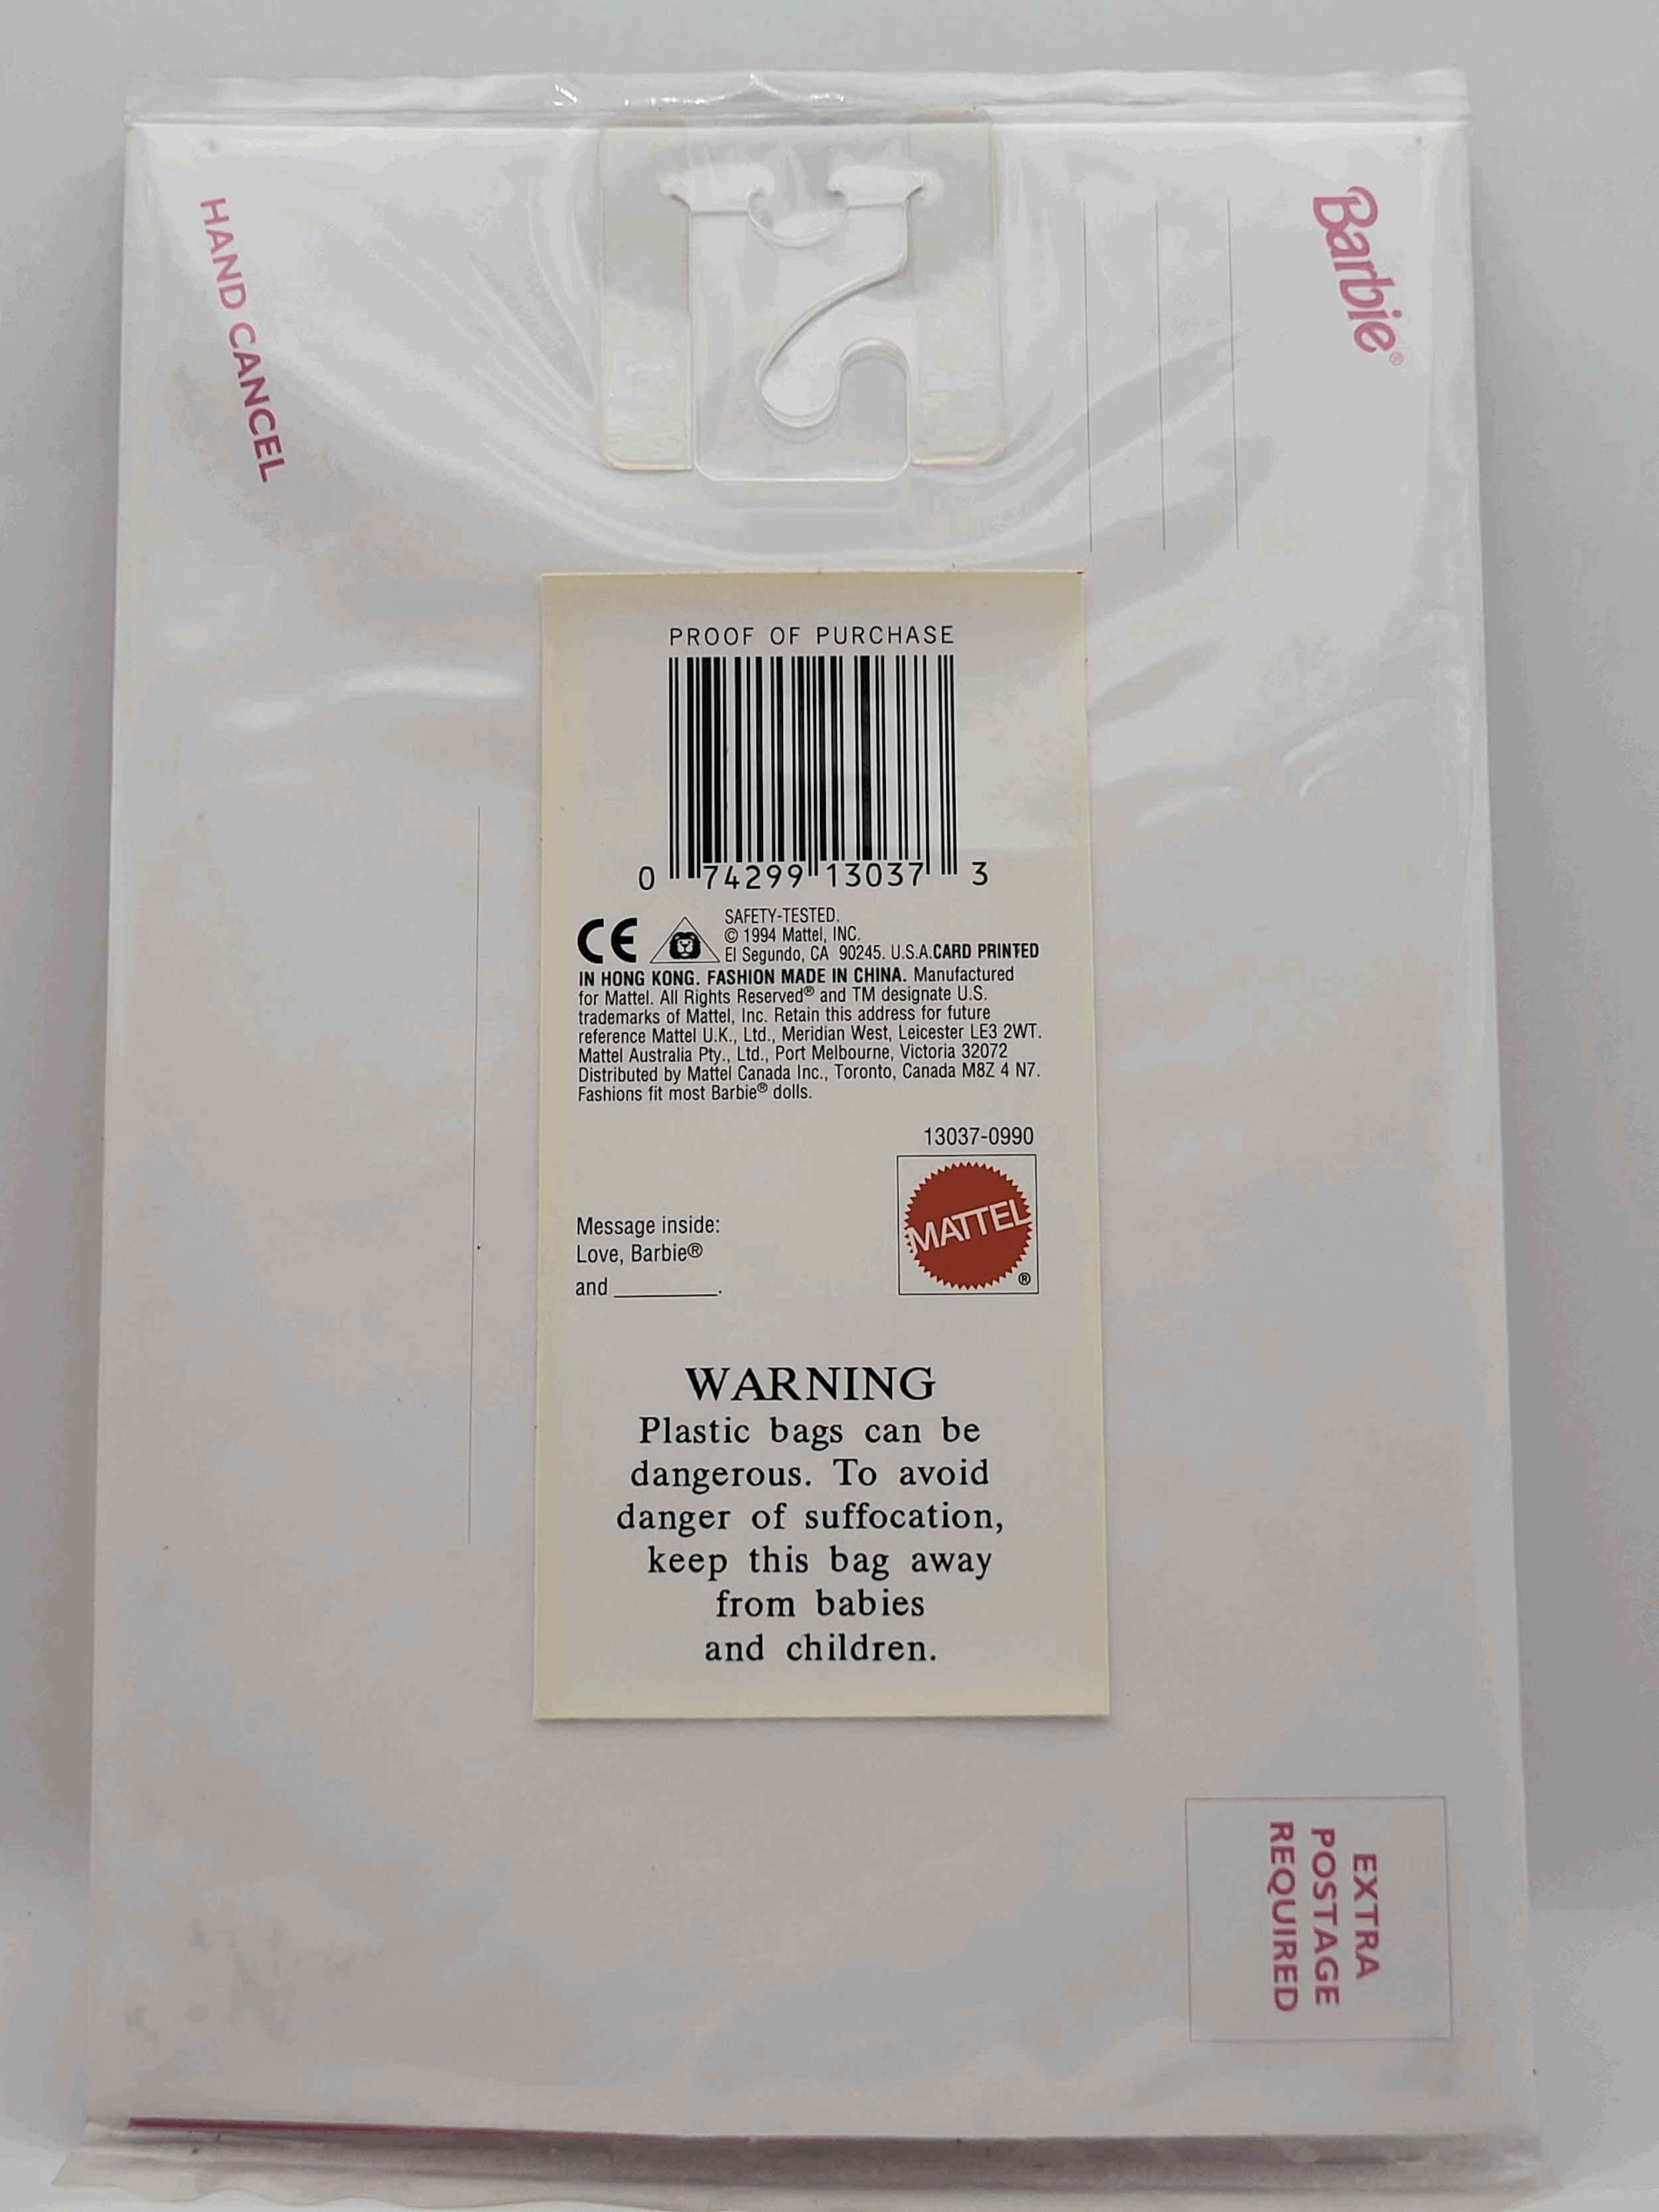 HAND CANCEL
Barbie®
PROOF OF PURCHASE
0 74299 13037 3
CE
SAFETY-TESTED.
© 1994 Mattel, INC.
El Segundo, CA 90245. U.S.A.CARD PRINTED
IN HONG KONG. FASHION MADE IN CHINA. Manufactured
for Mattel. All Rights Reserved® and TM designate U.S.
trademarks of Mattel, Inc. Retain this address for future
reference Mattel U.K., Ltd., Meridian West, Leicester LE3 2WT.
Mattel Australia Pty., Ltd., Port Melbourne, Victoria 32072
Distributed by Mattel Canada Inc., Toronto, Canada M8Z 4 N7.
Fashions fit most Barbie® dolls.
13037-0990
MATTEL
®
Message inside:
Love, Barbie®
and _________.
WARNING
Plastic bags can be
dangerous. To avoid
danger of suffocation,
keep this bag away
from babies
and children.
EXTRA
POSTAGE
REQUIRED